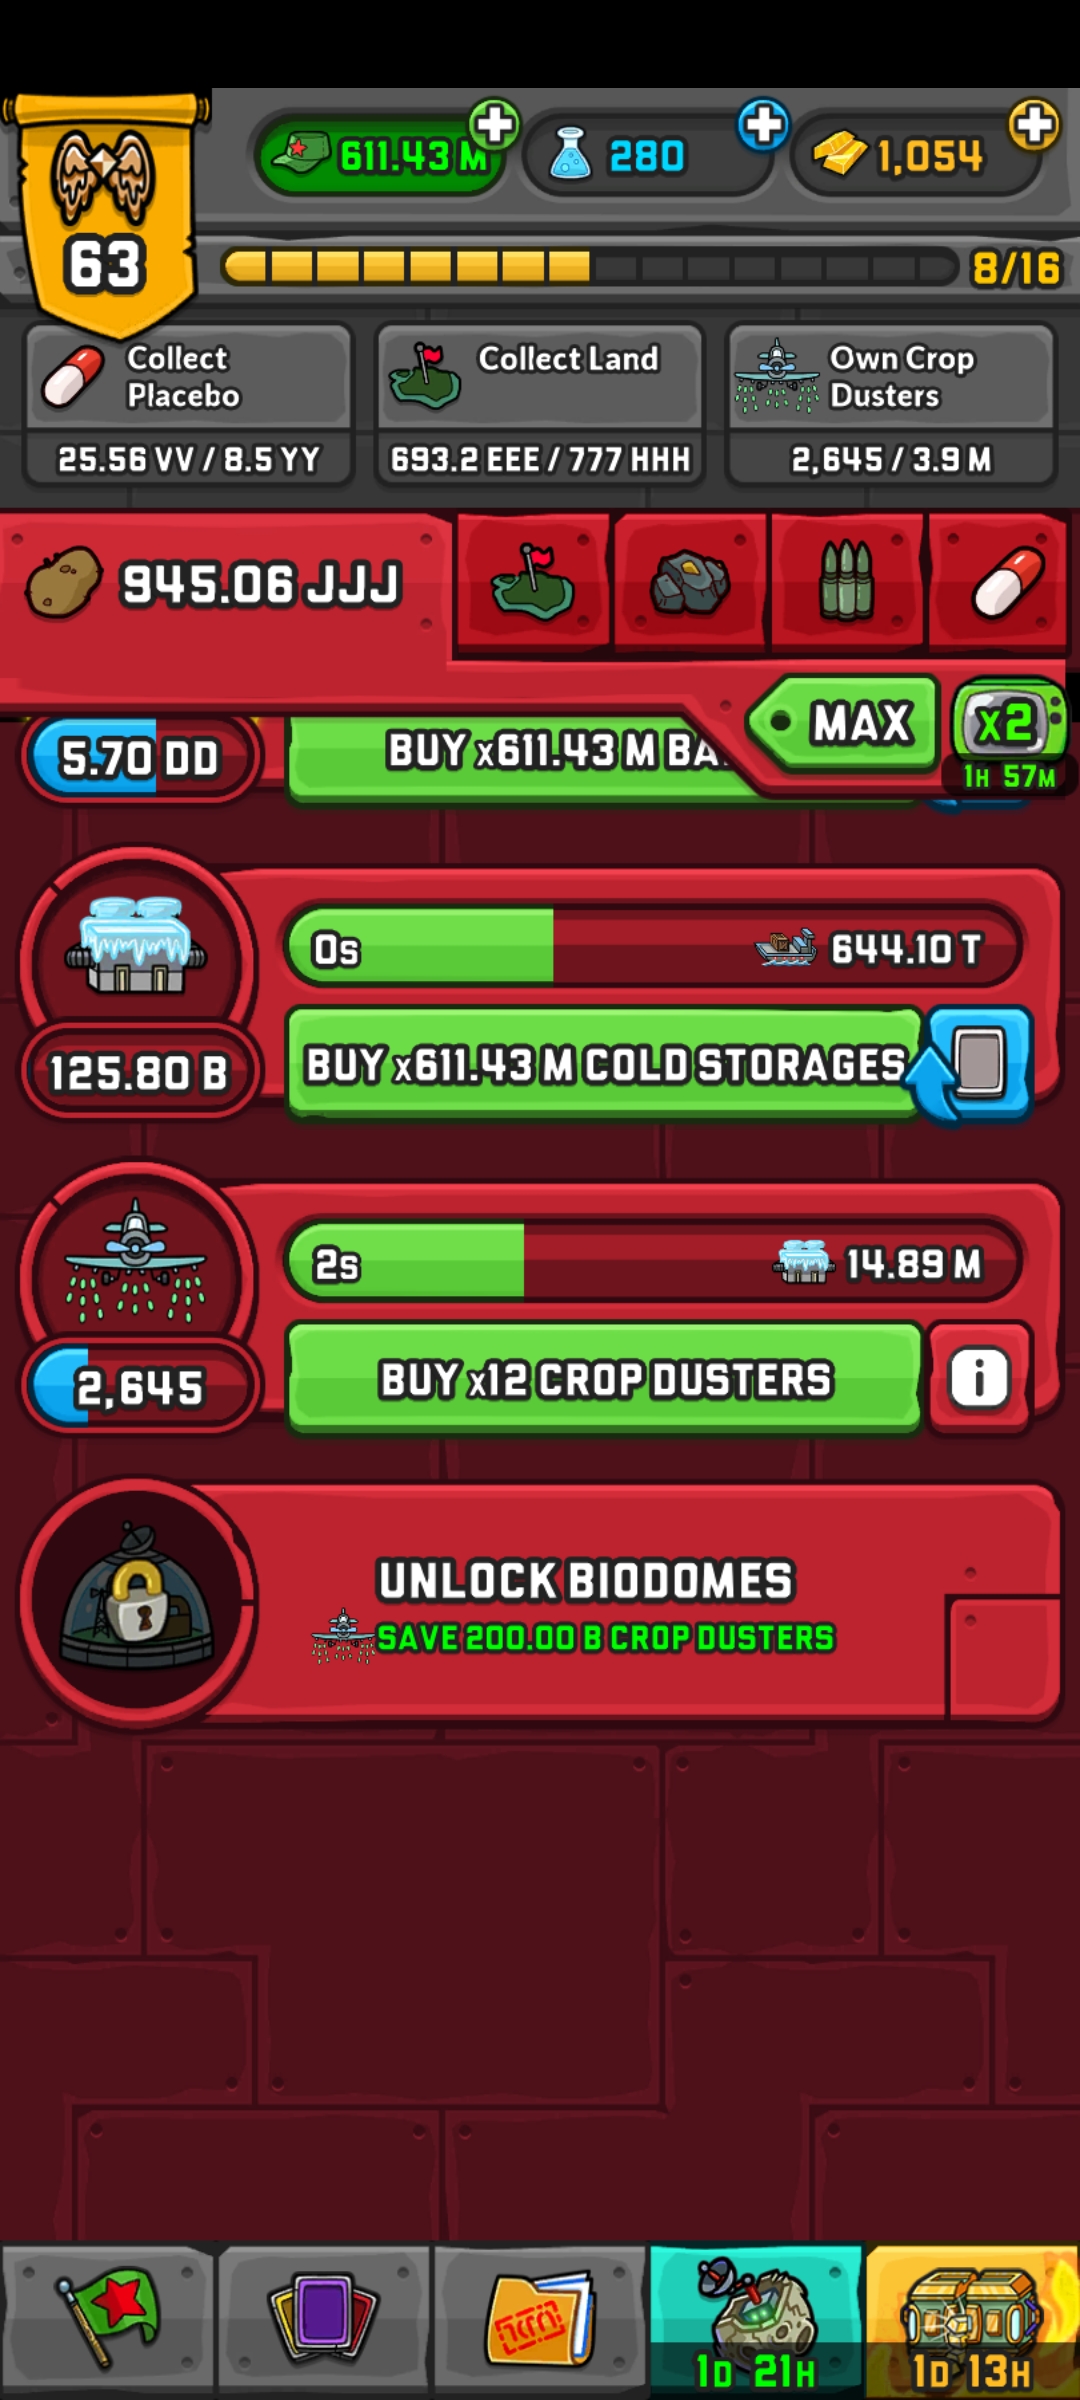 611.43 M
280
1,054
63
8/16
Collect
Placebo
25.56 VV / 8.5 YY
Collect Land
693.2 EEE / 777 HHH
Own Crop
Dusters
2,645 / 3.9 M
945.06 JJJ
MAX
x2
1H 57M
5.70 DD
BUY x611.43 M BA
0s
644.10 T
125.80 B
BUY x611.43 M COLD STORAGES
2s
14.89 M
2,645
BUY x12 CROP DUSTERS
i
UNLOCK BIODOMES
SAVE 200.00 B CROP DUSTERS
1D 21H
1D 13H